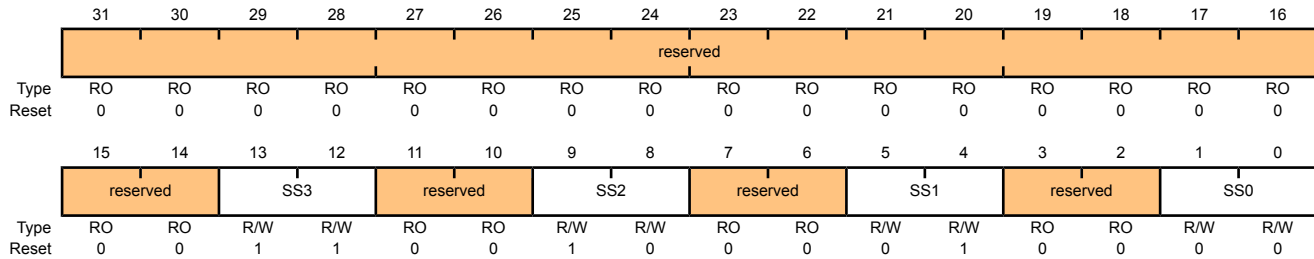 31 30 29 28 27 26 25 24 23 22 21 20 19 18 17 16
reserved
Type RO RO RO RO RO RO RO RO RO RO RO RO RO RO RO RO
Reset 0 0 0 0 0 0 0 0 0 0 0 0 0 0 0 0
15 14 13 12 11 10 9 8 7 6 5 4 3 2 1 0
reserved SS3 reserved SS2 reserved SS1 reserved SS0
Type RO RO R/W R/W RO RO R/W R/W RO RO R/W R/W RO RO R/W R/W
Reset 0 0 1 1 0 0 1 0 0 0 0 1 0 0 0 0